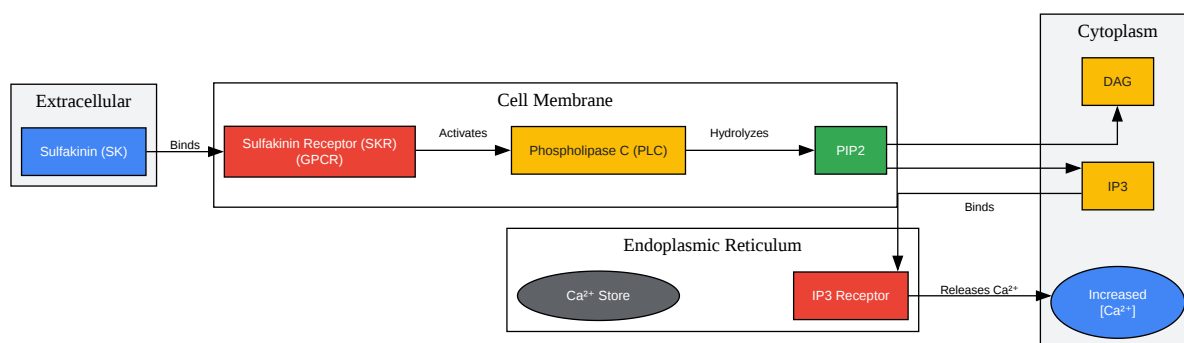 Extracellular
Sulfakinin (SK)
Binds
Cell Membrane
Sulfakinin Receptor (SKR)
(GPCR)
Activates
Phospholipase C (PLC)
Hydrolyzes
PIP2
Cytoplasm
DAG
IP3
Binds
Endoplasmic Reticulum
Ca²⁺ Store
IP3 Receptor
Releases Ca²⁺
Increased
[Ca²⁺]